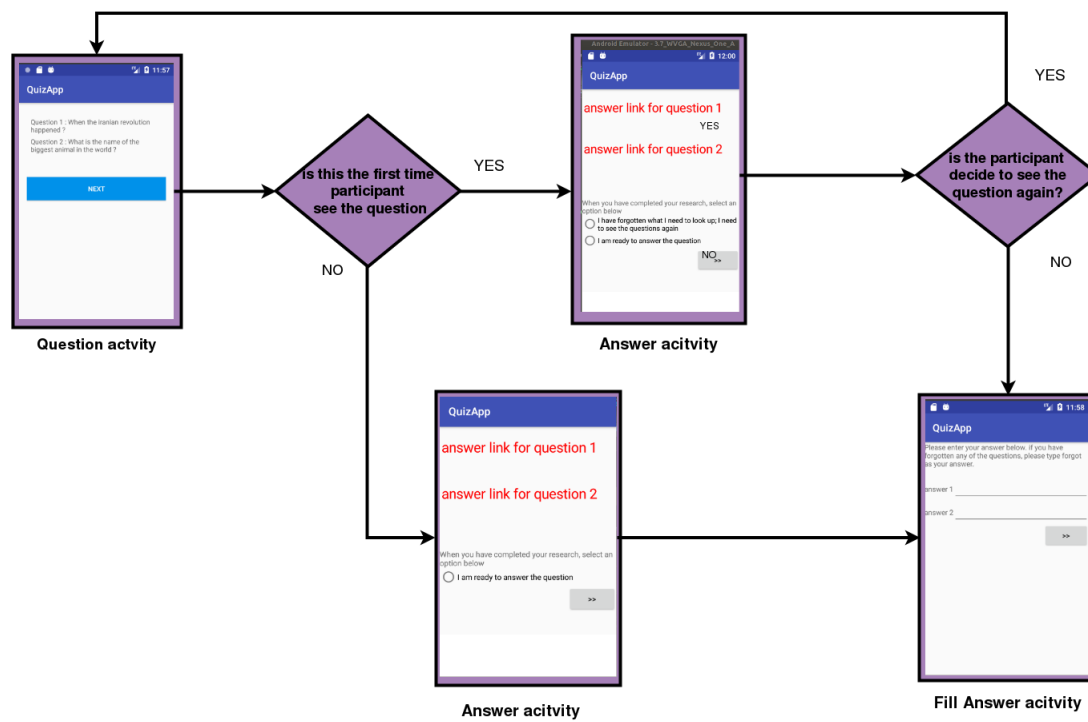 11:57
QuizApp
Question 1 : When the Iranian revolution
happened ?
Question 2 : What is the name of the
biggest animal in the world ?
NEXT
Question actvity
is this the first time
participant
see the question
YES
NO
Android Emulator - 3.7_WVGA_Nexus_One_A
12:00
QuizApp
answer link for question 1
YES
answer link for question 2
When you have completed your research, select an
option below
I have forgotten what I need to look up; I need
to see the questions again
I am ready to answer the question
NO
>>
Answer acitvity
is the participant
decide to see the
question again?
YES
NO
QuizApp
answer link for question 1
answer link for question 2
When you have completed your research, select an
option below
I am ready to answer the question
>>
Answer acitvity
11:58
QuizApp
Please enter your answer below. if you have
forgotten any of the questions, please type forgot
as your answer.
answer 1
answer 2
>>
Fill Answer acitvity